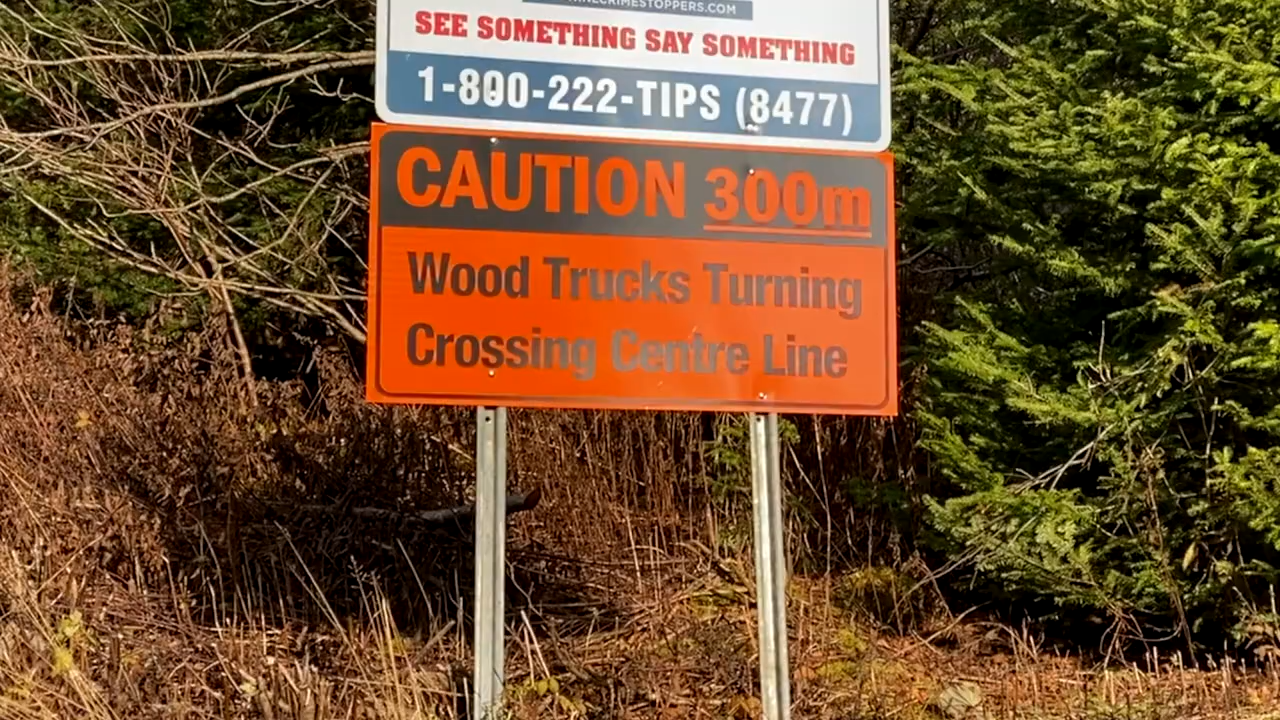 SEE SOMETHING SAY SOMETHING
1-800-222-TIPS (8477)
CAUTION 300m
Wood Trucks Turning
Crossing Centre Line